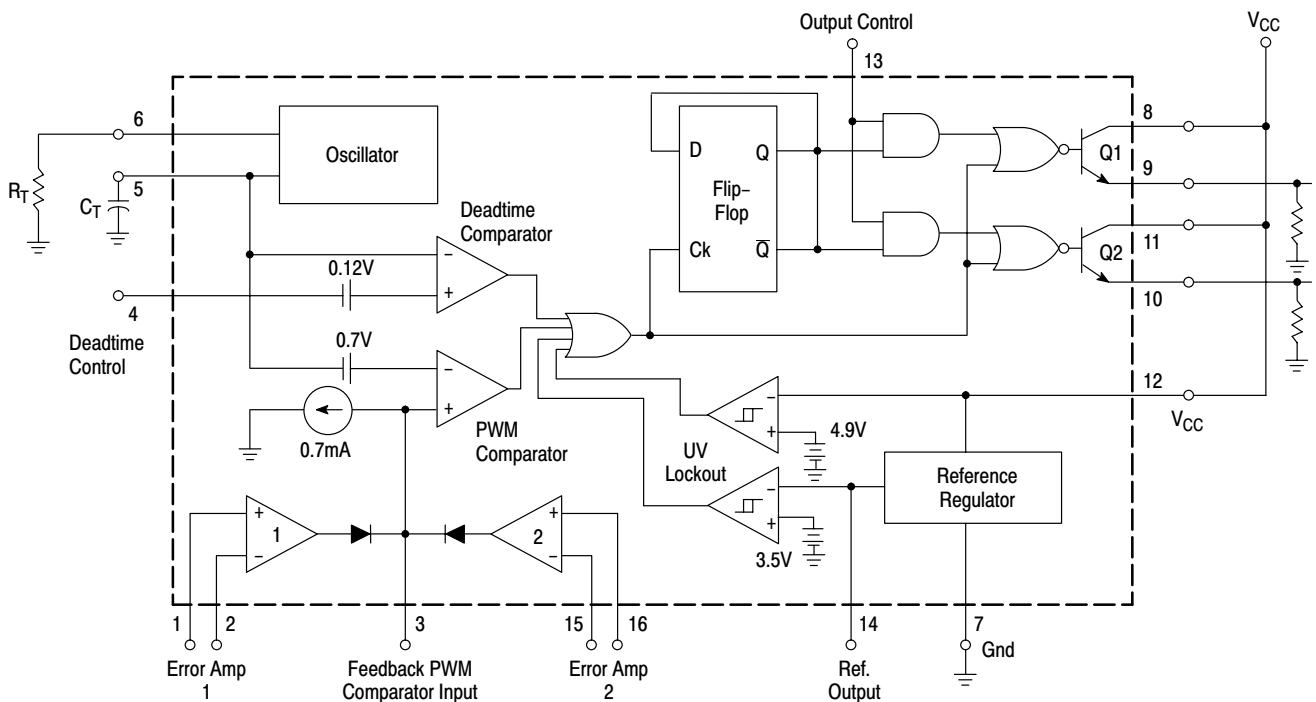 Output Control
VCC
13
6
8
Oscillator
D
Q
Q1
RT
5
9
CT
Flip–
Flop
Deadtime
Comparator
11
Ck
Q
Q2
0.12V
–
+
4
10
Deadtime
Control
0.7V
–
+
12
VCC
0.7mA
PWM
Comparator
–
+
4.9V
UV
Lockout
Reference
Regulator
–
+
3.5V
+
1
–
+
2
–
1
2
3
15
16
14
7
Gnd
Error Amp
1
Feedback PWM
Comparator Input
Error Amp
2
Ref.
Output